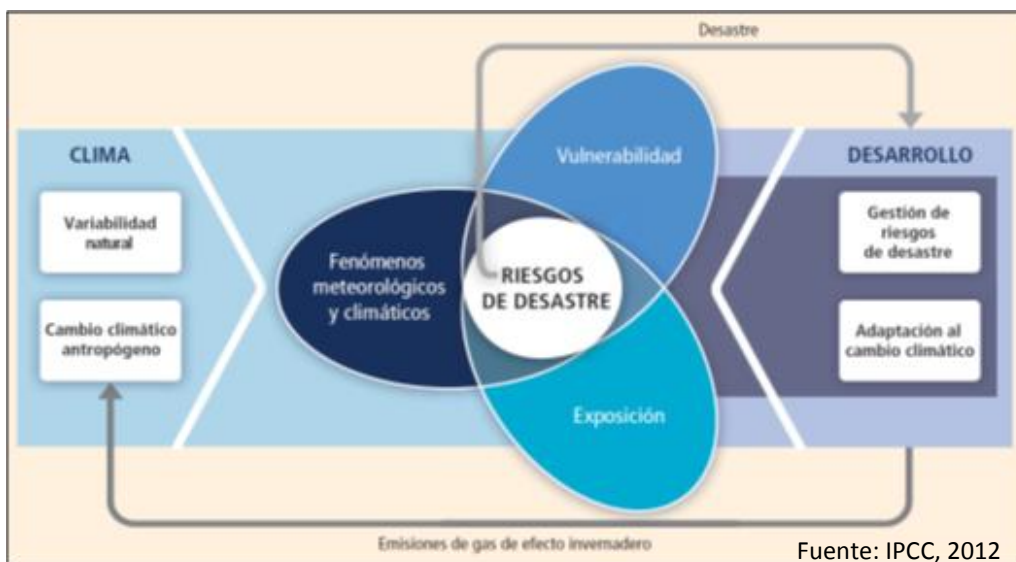 Desastre
CLIMA
Variabilidad
natural
Cambio climático
antropógeno
Fenómenos
meteorológicos
y climáticos
Vulnerabilidad
RIESGOS
DE DESASTRE
Exposición
DESARROLLO
Gestión de
riesgos
de desastre
Adaptación al
cambio climático
Emisiones de gas de efecto invernadero
Fuente: IPCC, 2012